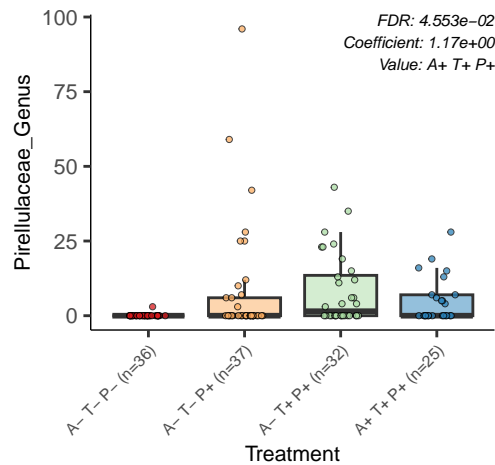 FDR: 4.553e−02
Coefficient: 1.17e+00
Value: A+ T+ P+
100
75
50
25
0
Pirellulaceae_Genus
A− T− P− (n=36)
A− T− P+ (n=37)
A− T+ P+ (n=32)
A+ T+ P+ (n=25)
Treatment